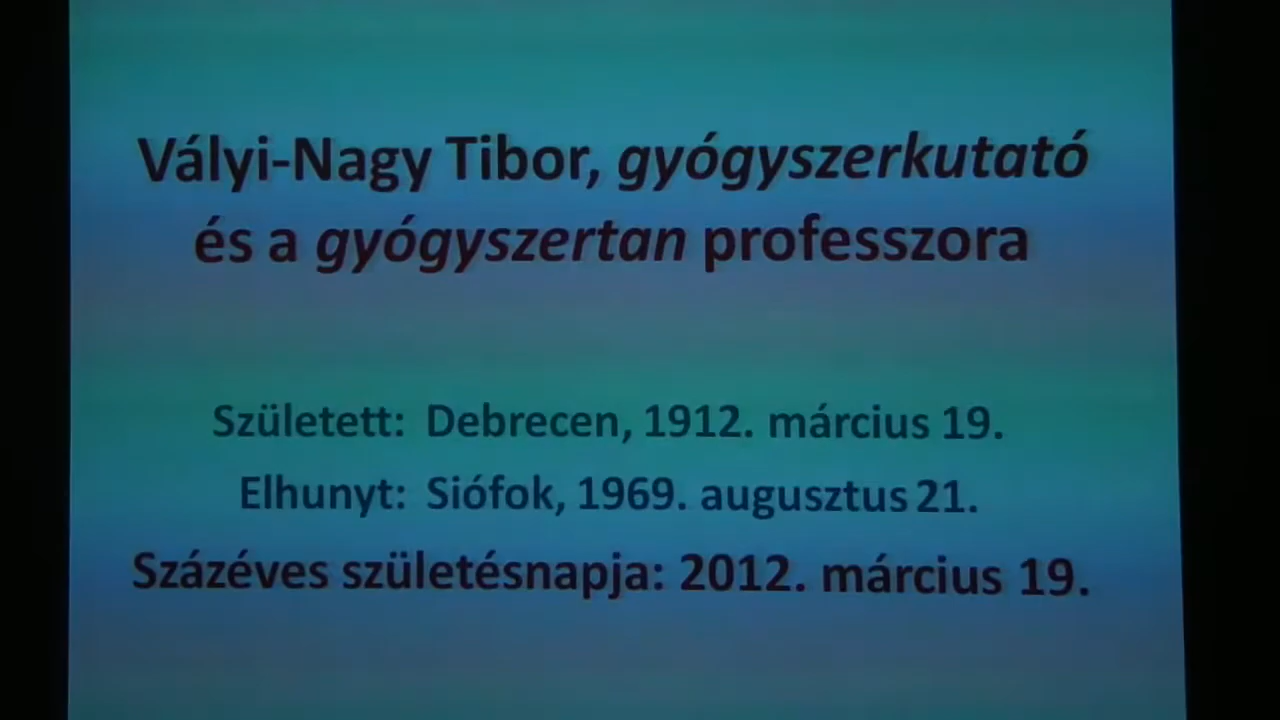 Vályi-Nagy Tibor, gyógyszerkutató
és a gyógyszertan professzora
Született: Debrecen, 1912. március 19.
Elhunyt: Siófok, 1969. augusztus 21.
Százéves születésnapja: 2012. március 19.